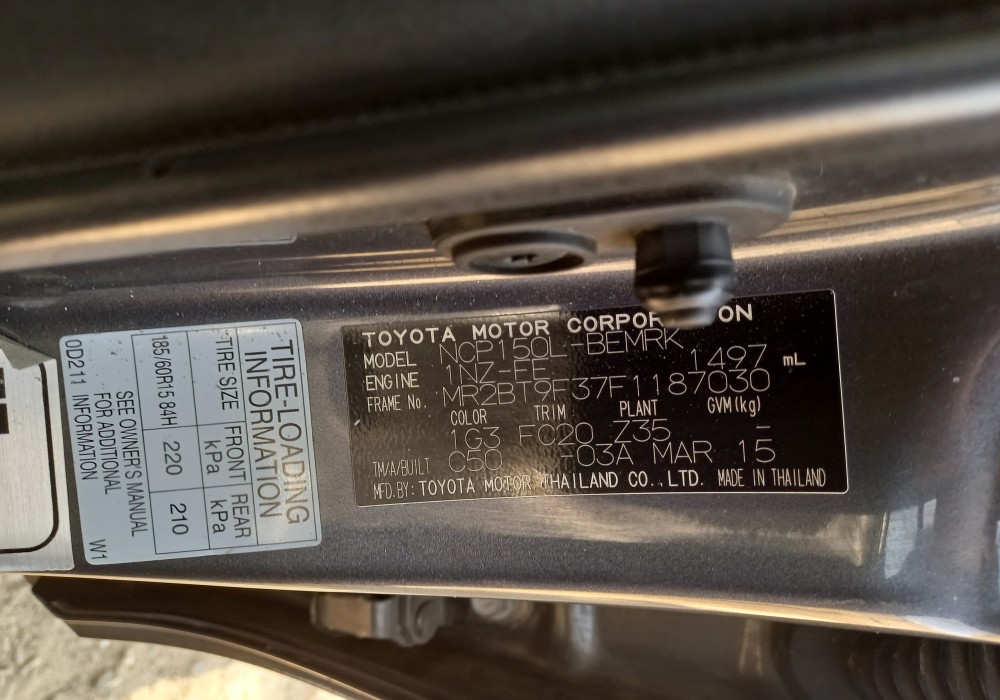 TIRE-LOADING
INFORMATION
TIRE SIZE FRONT REAR
kPa kPa
185/60R15 84H 220 210
SEE OWNER'S MANUAL
FOR ADDITIONAL
0D211 INFORMATION W1
TOYOTA MOTOR CORPOR ON
MODEL NCP150L-BEMRK
ENGINE 1NZ-FE 1497 mL
FRAME No. MR2BT9F37F1187030
COLOR TRIM PLANT GVM(kg)
1G3 FC20 Z35 -
TM/A/BUILT C50 -03A MAR 15
MFD.BY: TOYOTA MOTOR THAILAND CO.,LTD. MADE IN THAILAND